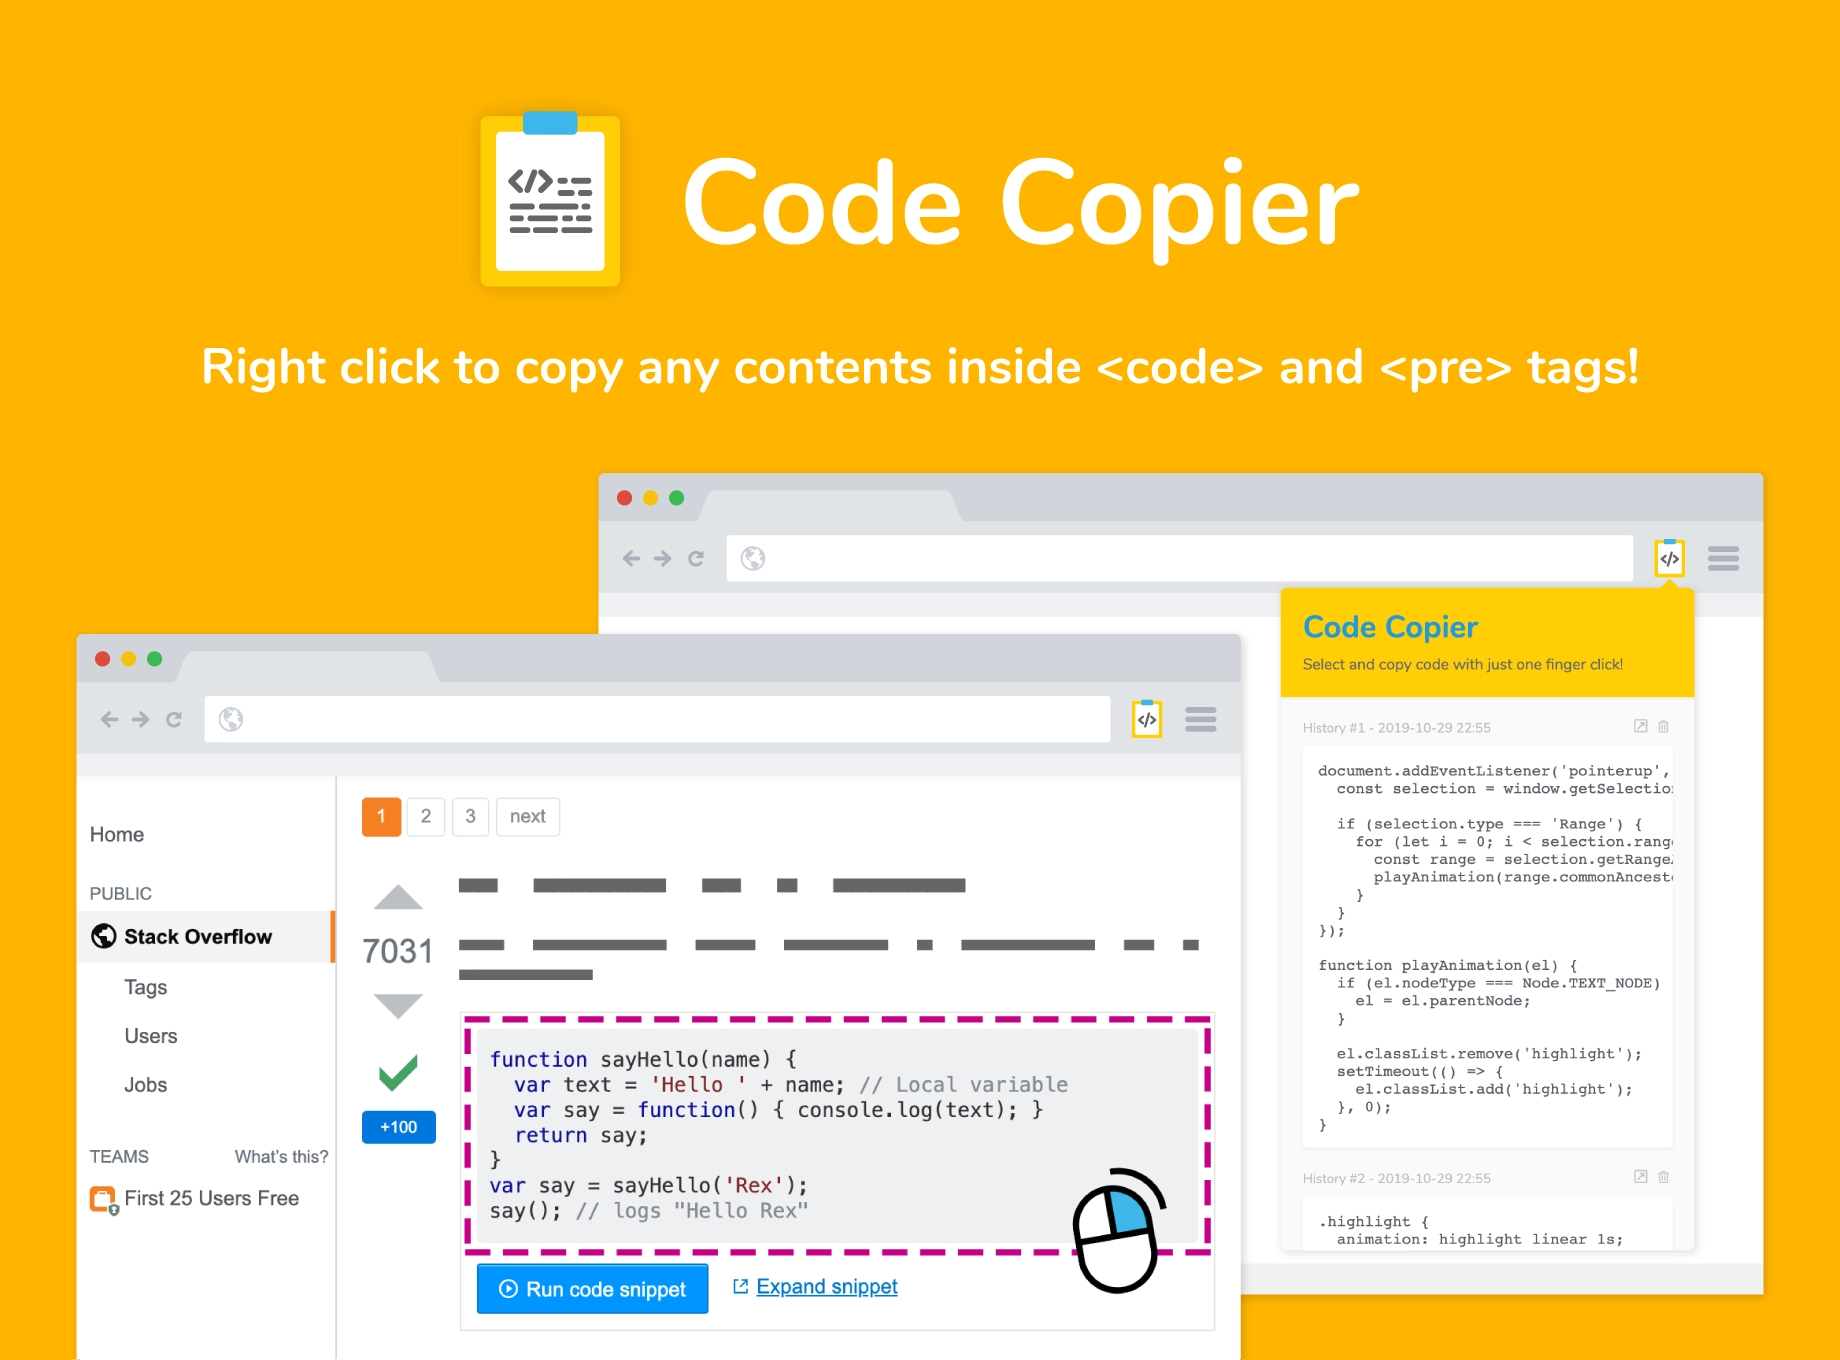 </>
Code Copier
Right click to copy any contents inside <code> and <pre> tags!
</>
Code Copier
Select and copy code with just one finger click!
History #1 - 2019-10-29 22:55
document.addEventListener('pointerup',
  const selection = window.getSelection
  if (selection.type === 'Range') {
    for (let i = 0; i < selection.rang
      const range = selection.getRange
      playAnimation(range.commonAncest
    }
  }
});
function playAnimation(el) {
  if (el.nodeType === Node.TEXT_NODE)
    el = el.parentNode;
  }
  el.classList.remove('highlight');
  setTimeout(() => {
    el.classList.add('highlight');
  }, 0);
}
History #2 - 2019-10-29 22:55
.highlight {
  animation: highlight linear 1s;
</>
Home
PUBLIC
Stack Overflow
Tags
Users
Jobs
TEAMS What's this?
First 25 Users Free
1 2 3 next
7031
+100
function sayHello(name) {
  var text = 'Hello ' + name; // Local variable
  var say = function() { console.log(text); }
  return say;
}
var say = sayHello('Rex');
say(); // logs "Hello Rex"
Run code snippet
Expand snippet